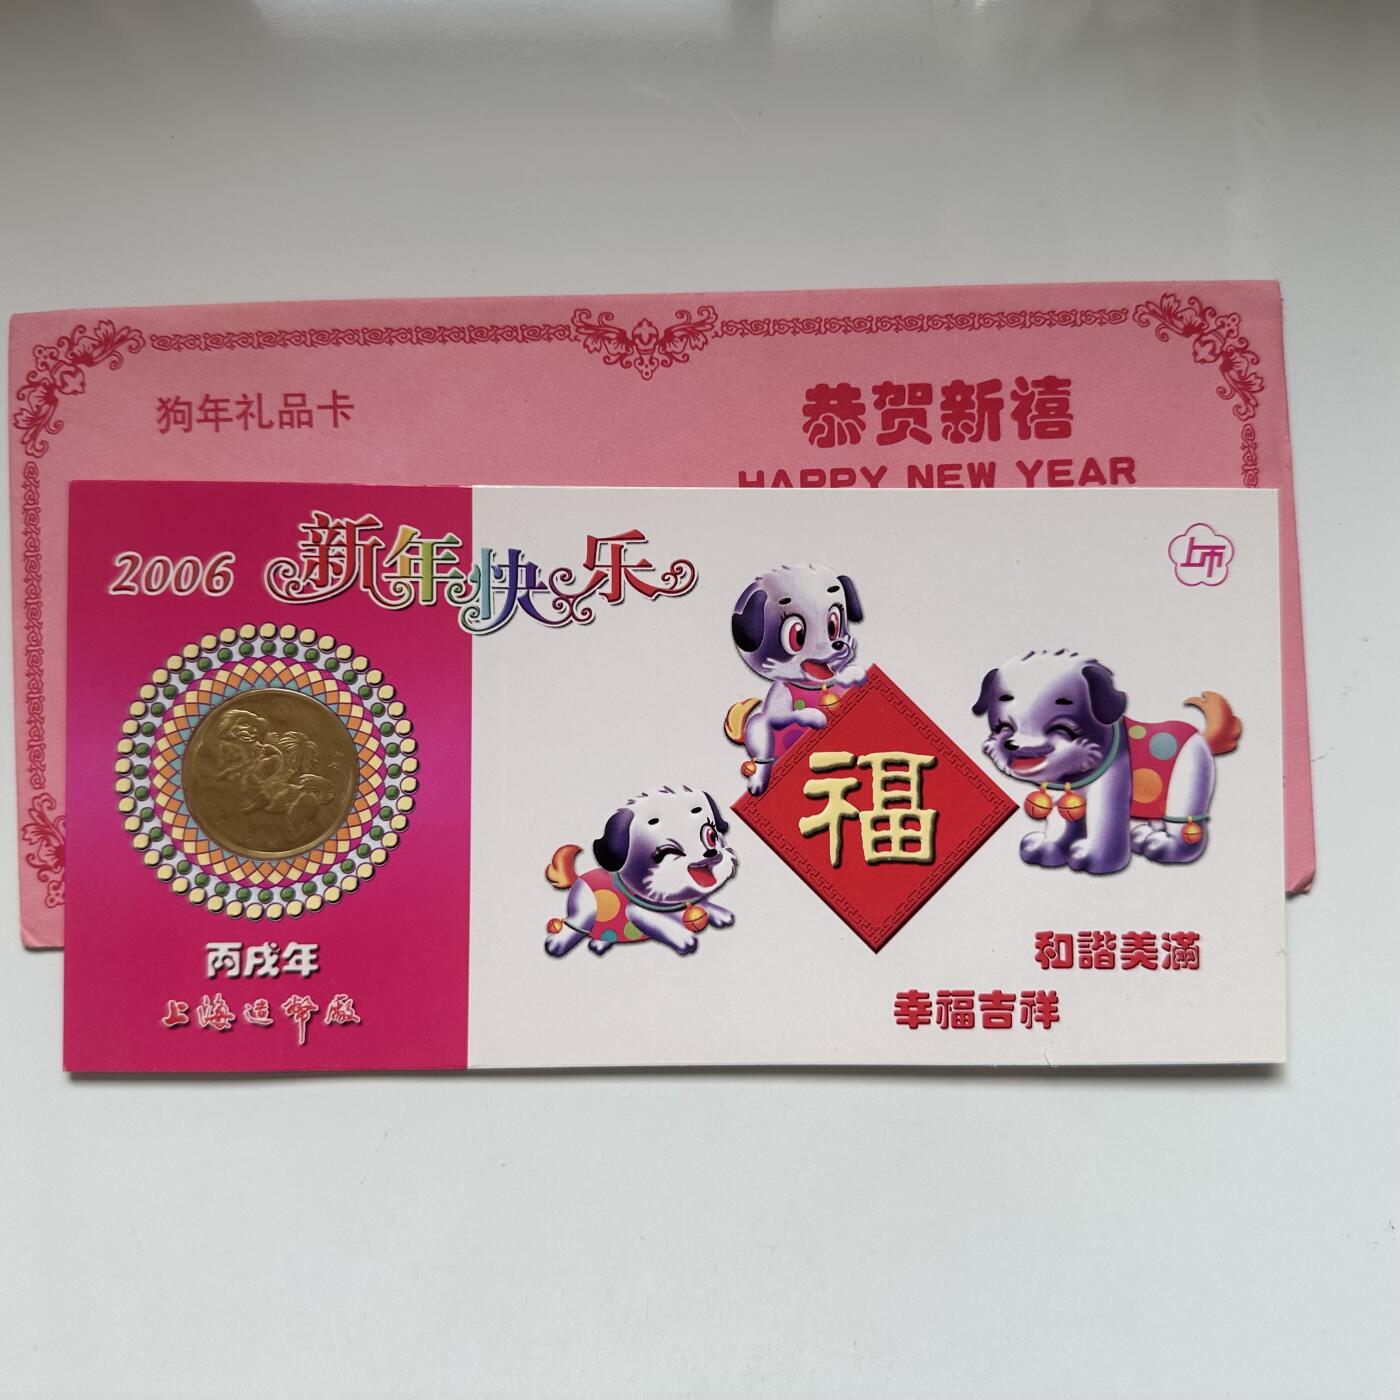 狗年礼品卡
恭贺新禧
HAPPY NEW YEAR
2006 新年快乐
上币
福
丙戌年
上海造幣廠
和諧美滿
幸福吉祥